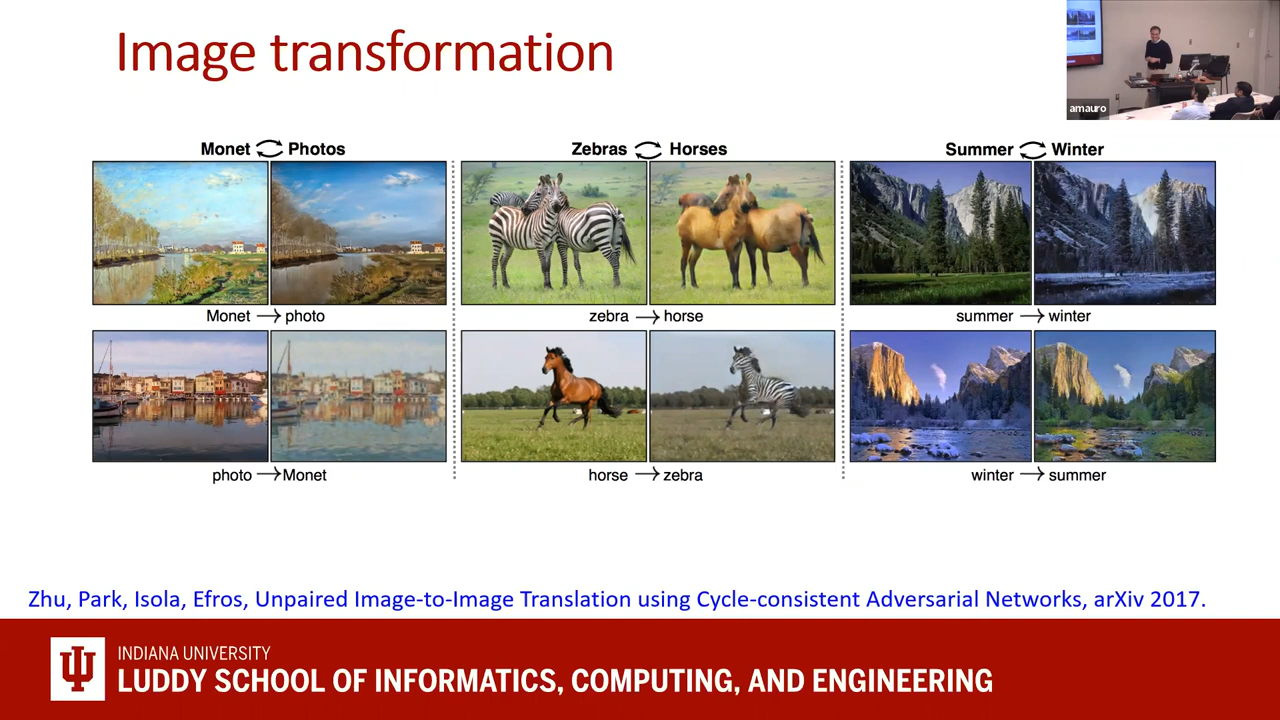 Image transformation
amauro
Monet Photos
Zebras Horses
Summer Winter
Monet → photo
zebra → horse
summer → winter
photo → Monet
horse → zebra
winter → summer
Zhu, Park, Isola, Efros, Unpaired Image-to-Image Translation using Cycle-consistent Adversarial Networks, arXiv 2017.
INDIANA UNIVERSITY
LUDDY SCHOOL OF INFORMATICS, COMPUTING, AND ENGINEERING